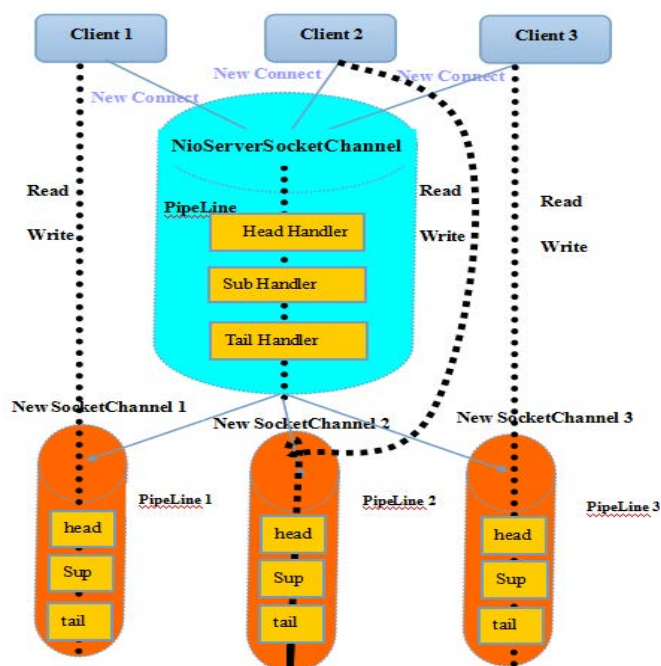 Client 1
Client 2
Client 3
New Connect
New Connect
New Connect
NioServerSocketChannel
Read
Read
Read
PipeLine
Write
Head Handler
Write
Write
Sub Handler
Tail Handler
New SocketChannel 1
New SocketChannel 2
New SocketChannel 3
PipeLine 1
PipeLine 2
PipeLine 3
head
head
head
Sup
Sup
Sup
tail
tail
tail